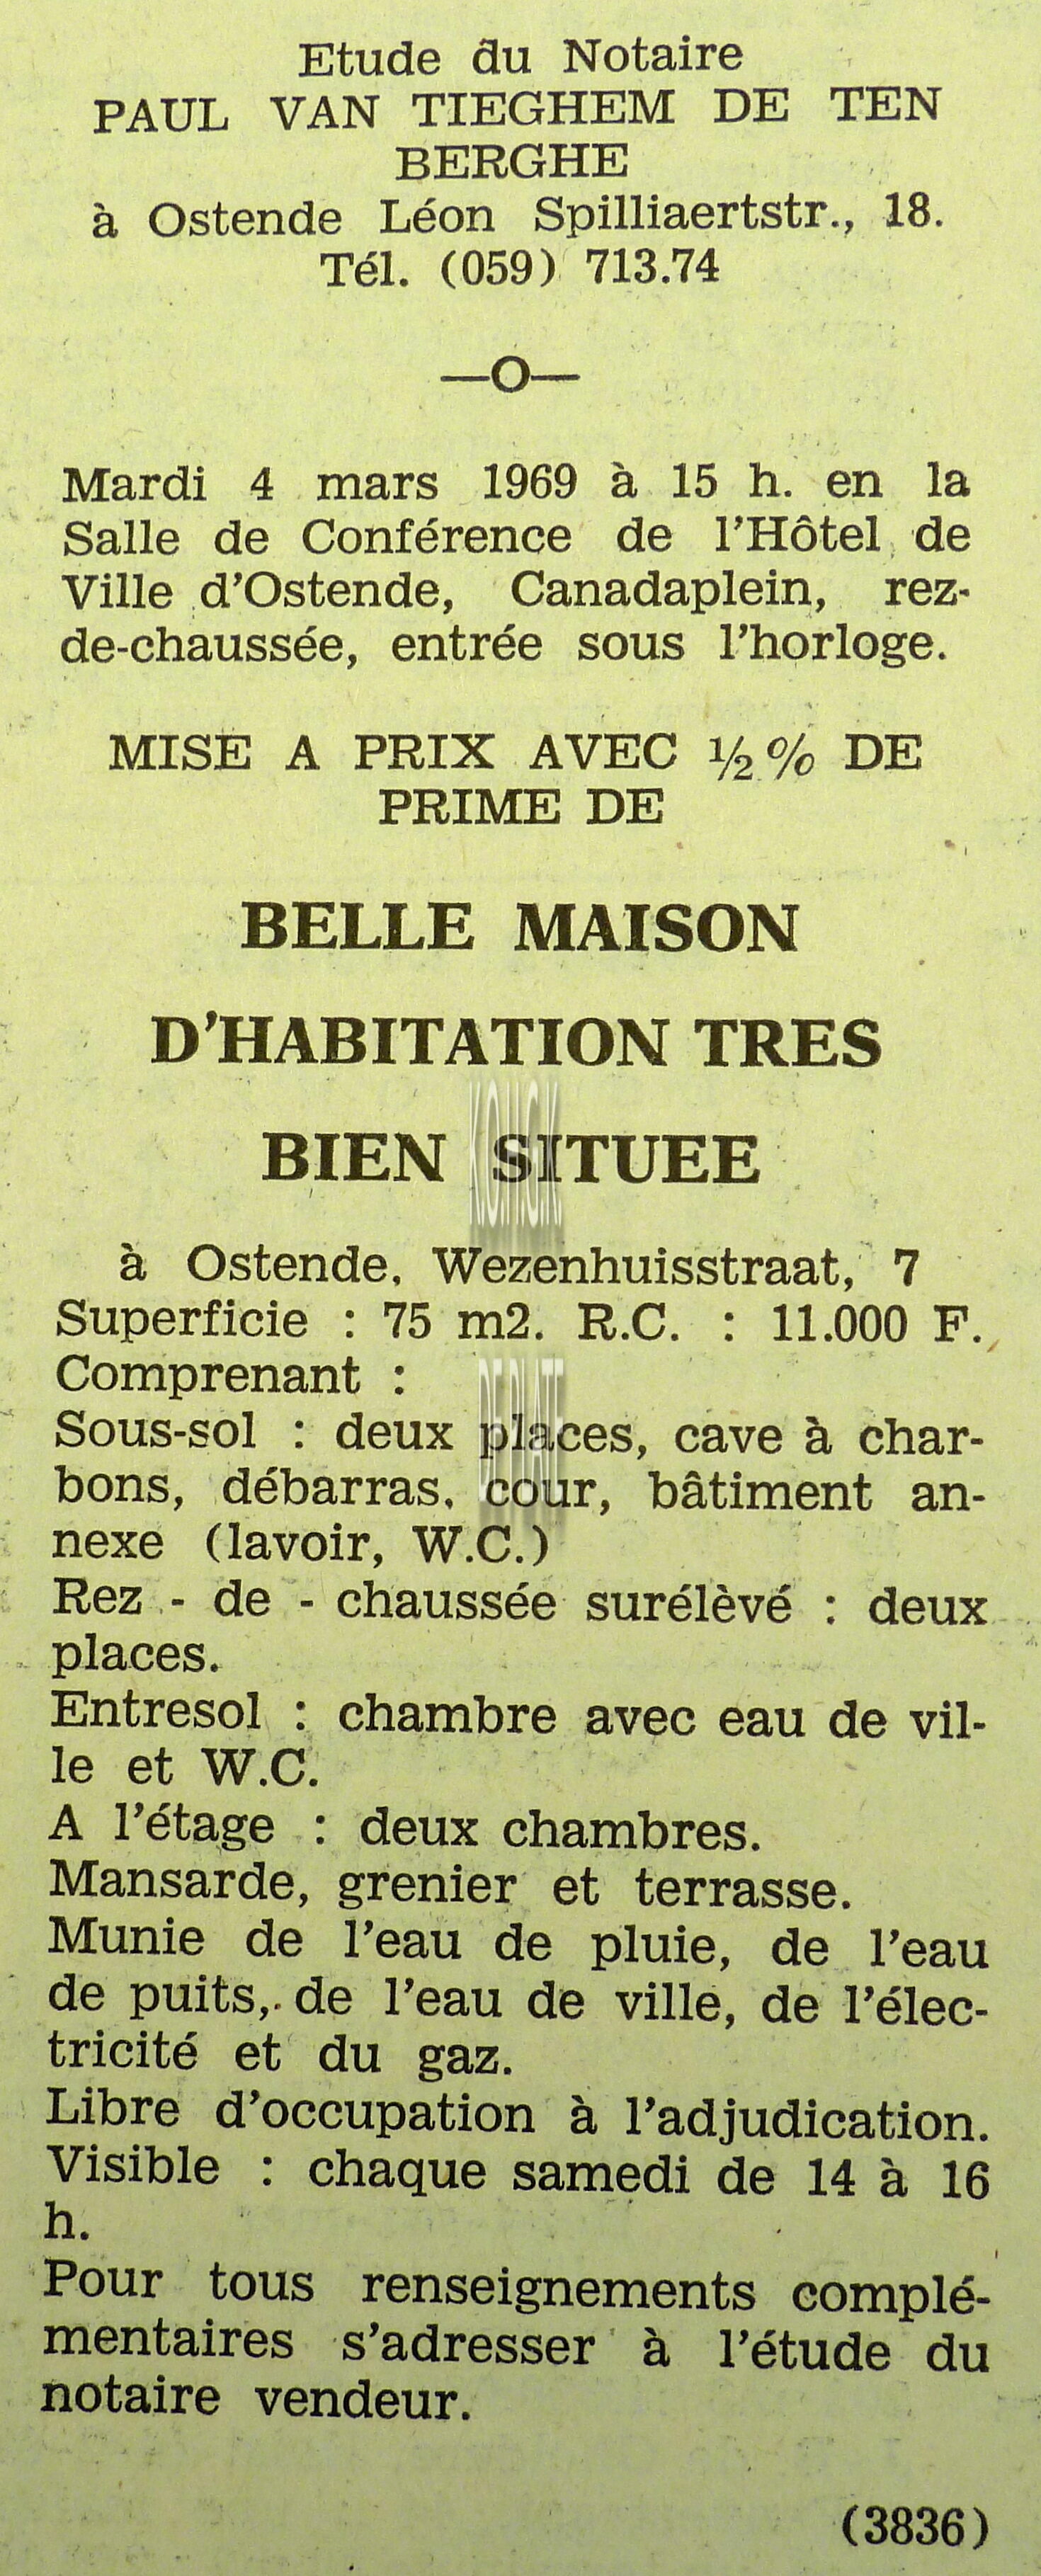 Etude du Notaire
PAUL VAN TIEGHEM DE TEN
BERGHE
à Ostende Léon Spilliaertstr., 18.
Tél. (059) 713.74
—O—
Mardi 4 mars 1969 à 15 h. en la
Salle de Conférence de l'Hôtel de
Ville d'Ostende, Canadaplein, rez-
de-chaussée, entrée sous l'horloge.
MISE A PRIX AVEC ½ % DE
PRIME DE
BELLE MAISON
D'HABITATION TRES
BIEN SITUEE
à Ostende, Wezenhuisstraat, 7
Superficie : 75 m2. R.C. : 11.000 F.
Comprenant :
Sous-sol : deux places, cave à char-
bons, débarras, cour, bâtiment an-
nexe (lavoir, W.C.)
Rez - de - chaussée surélèvé : deux
places.
Entresol : chambre avec eau de vil-
le et W.C.
A l'étage : deux chambres.
Mansarde, grenier et terrasse.
Munie de l'eau de pluie, de l'eau
de puits, de l'eau de ville, de l'élec-
tricité et du gaz.
Libre d'occupation à l'adjudication.
Visible : chaque samedi de 14 à 16
h.
Pour tous renseignements complé-
mentaires s'adresser à l'étude du
notaire vendeur.
(3836)